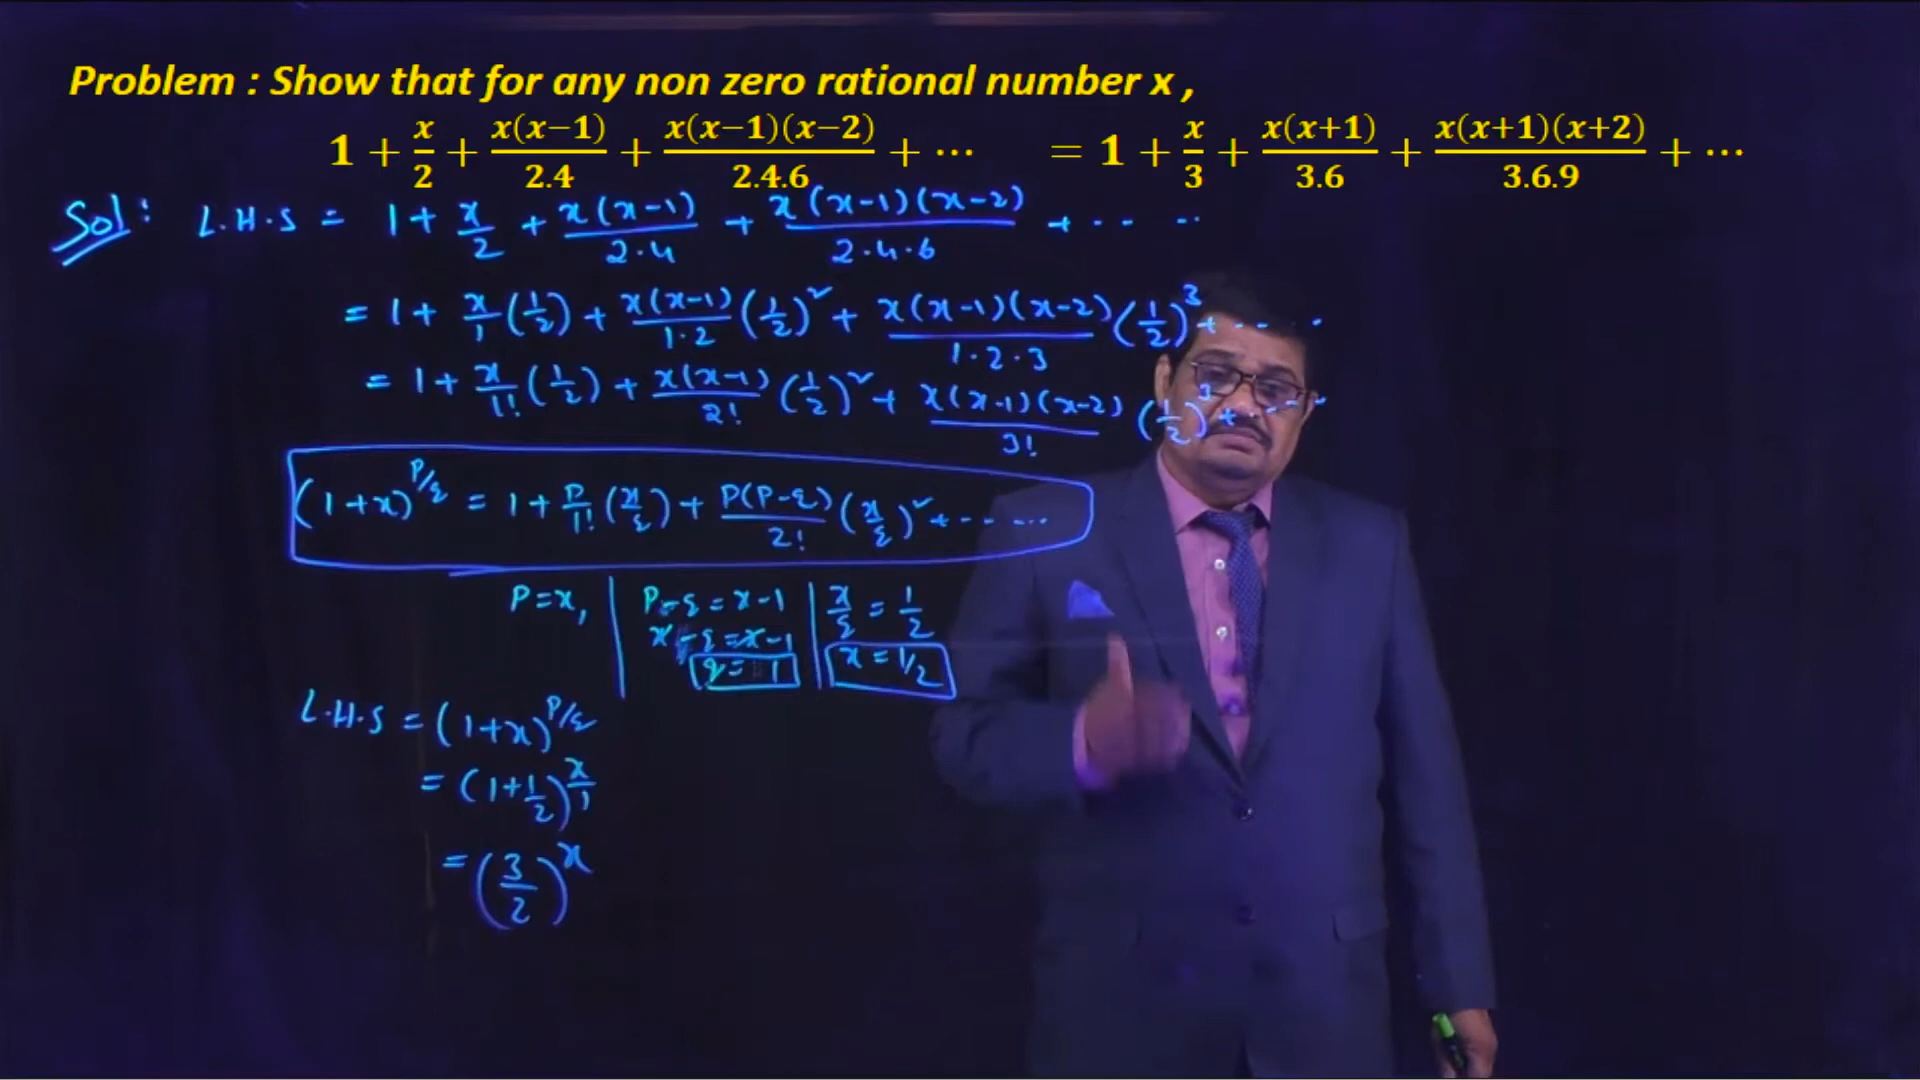 Problem : Show that for any non zero rational number x ,
1 + x/2 + x(x−1)/2.4 + x(x−1)(x−2)/2.4.6 + ⋯ = 1 + x/3 + x(x+1)/3.6 + x(x+1)(x+2)/3.6.9 + ⋯
Sol: L.H.S = 1 + x/2 + x(x-1)/2·4 + x(x-1)(x-2)/2·4·6 + ⋯ ⋯
= 1 + x/1 (1/2) + x(x-1)/1·2 (1/2)² + x(x-1)(x-2)/1·2·3 (1/2)³ + ⋯
= 1 + x/1! (1/2) + x(x-1)/2! (1/2)² + x(x-1)(x-2)/3! (1/2)³ + ⋯
(1+x)^P/q = 1 + P/1! (x/q) + P(P-q)/2! (x/q)² + ⋯ ⋯
P=x, | P-q = x-1 | x/q = 1/2
x-q = x-1
q = 1 | x = 1/2
L.H.S = (1+x)^P/q
= (1+1/2)^x/1
= (3/2)^x